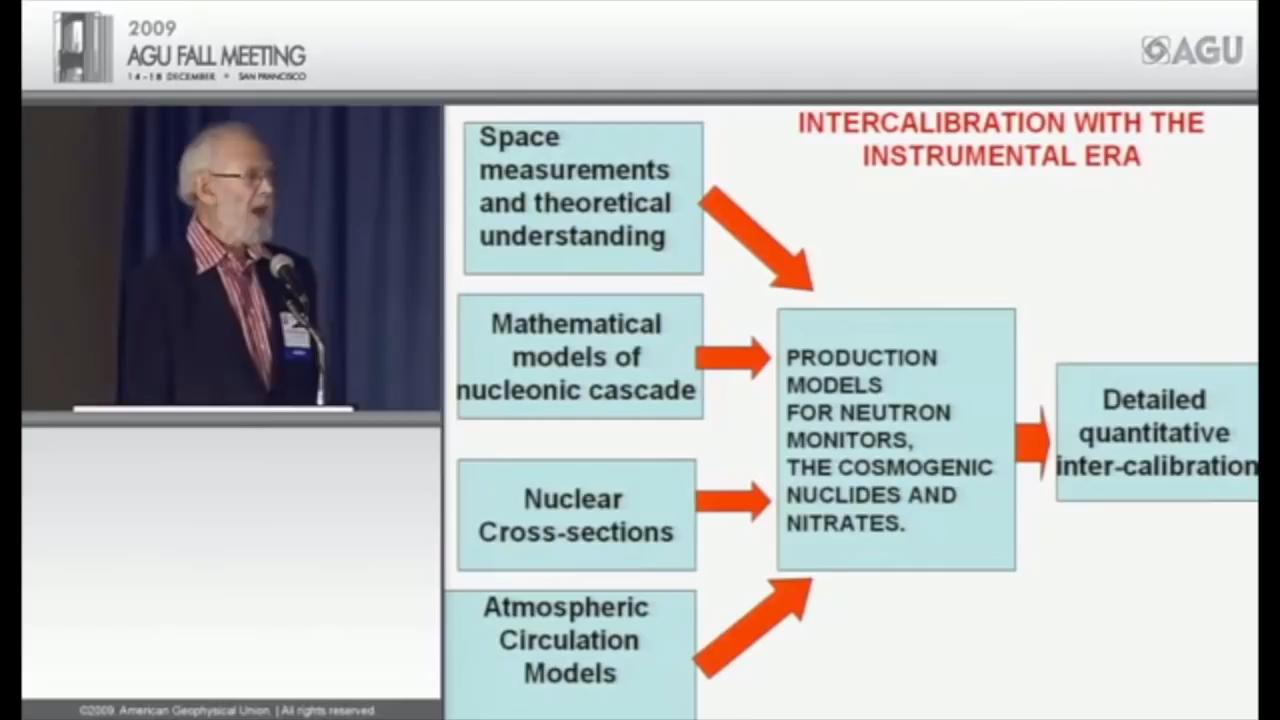 2009
AGU FALL MEETING
14-18 DECEMBER • SAN FRANCISCO
AGU
INTERCALIBRATION WITH THE
INSTRUMENTAL ERA
Space
measurements
and theoretical
understanding
Mathematical
models of
nucleonic cascade
Nuclear
Cross-sections
Atmospheric
Circulation
Models
PRODUCTION
MODELS
FOR NEUTRON
MONITORS,
THE COSMOGENIC
NUCLIDES AND
NITRATES.
Detailed
quantitative
inter-calibration
©2009. American Geophysical Union. | All rights reserved.